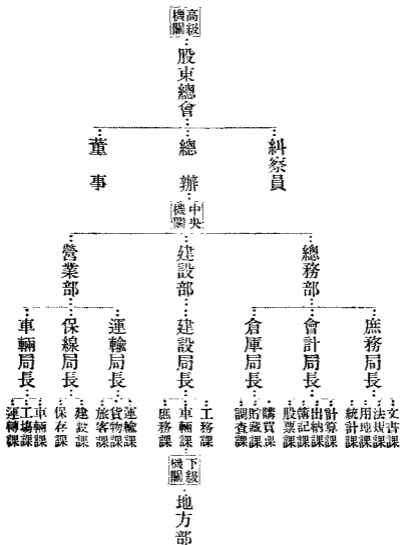 高級機關
股東總會
糾察員
總辦
董事
中央機關
總務部
建設部
營業部
庶務局長
會計局長
倉庫局長
建設局長
運輸局長
保線局長
車輛局長
文書課
法規課
用地課
統計課
計算課
出納課
簿記課
股票課
購買課
貯藏課
調查課
工務課
車輛課
庶務課
運輸課
貨物課
旅客課
建設課
保存課
車輛課
工場課
運轉課
下級機關
地方部